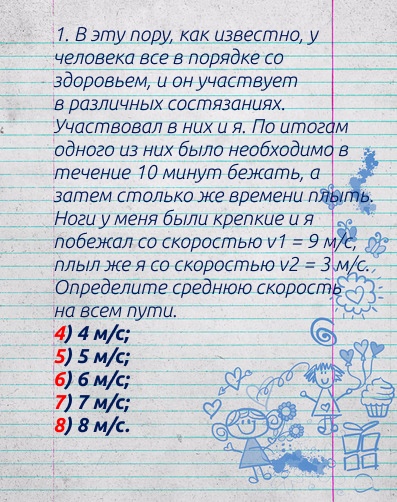 1. В эту пору, как известно, у
человека все в порядке со
здоровьем, и он участвует
в различных состязаниях.
Участвовал в них и я. По итогам
одного из них было необходимо в
течение 10 минут бежать, а
затем столько же времени плыть.
Ноги у меня были крепкие и я
побежал со скоростью v1 = 9 м/с,
плыл же я со скоростью v2 = 3 м/с.
Определите среднюю скорость
на всем пути.
4) 4 м/с;
5) 5 м/с;
6) 6 м/с;
7) 7 м/с;
8) 8 м/с.